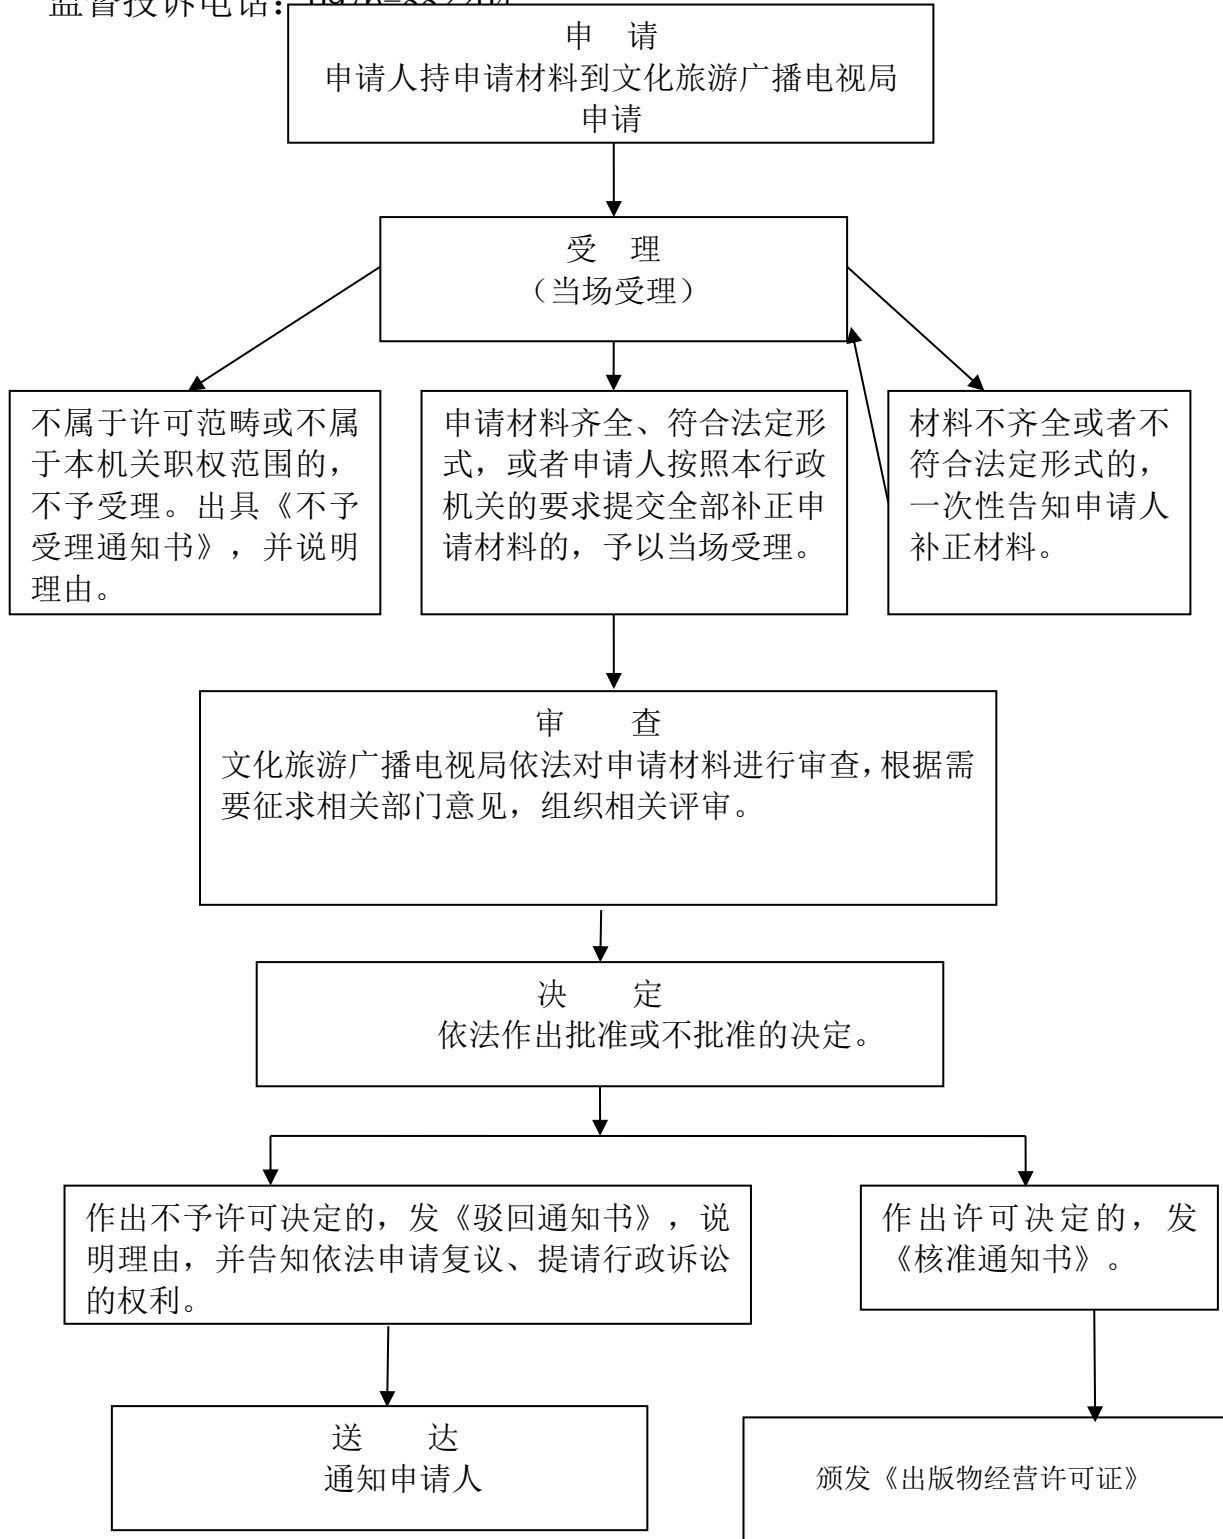 监督投诉电话：
申 请
申请人持申请材料到文化旅游广播电视局
申请
受 理
（当场受理）
不属于许可范畴或不属
于本机关职权范围的，
不予受理。出具《不予
受理通知书》，并说明
理由。
申请材料齐全、符合法定形
式，或者申请人按照本行政
机关的要求提交全部补正申
请材料的，予以当场受理。
材料不齐全或者不
符合法定形式的，
一次性告知申请人
补正材料。
审 查
文化旅游广播电视局依法对申请材料进行审查，根据需
要征求相关部门意见，组织相关评审。
决 定
依法作出批准或不批准的决定。
作出不予许可决定的，发《驳回通知书》，说
明理由，并告知依法申请复议、提请行政诉讼
的权利。
作出许可决定的，发
《核准通知书》。
送 达
通知申请人
颁发《出版物经营许可证》